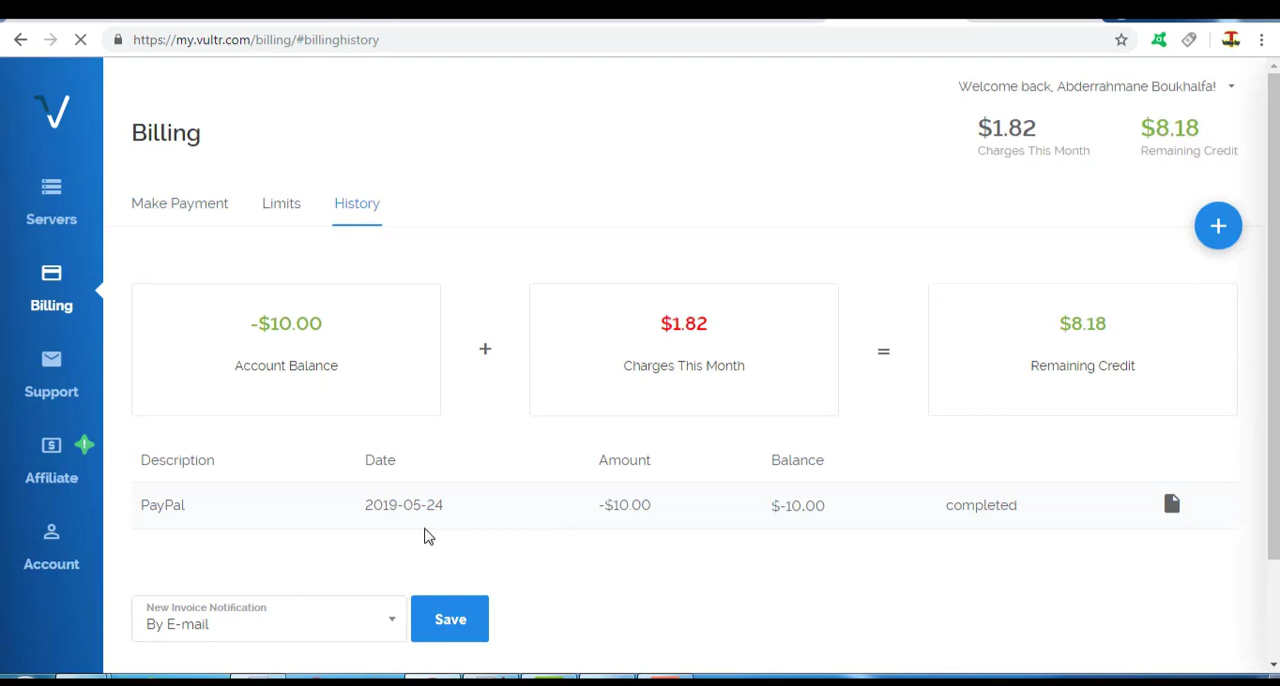 https://my.vultr.com/billing/#billinghistory
Welcome back, Abderrahmane Boukhalfa!
Billing
$1.82
Charges This Month
$8.18
Remaining Credit
Servers
Billing
Support
Affiliate
Account
Make Payment
Limits
History
-$10.00
Account Balance
+
$1.82
Charges This Month
=
$8.18
Remaining Credit
Description Date Amount Balance
PayPal 2019-05-24 -$10.00 $-10.00 completed
New Invoice Notification
By E-mail
Save